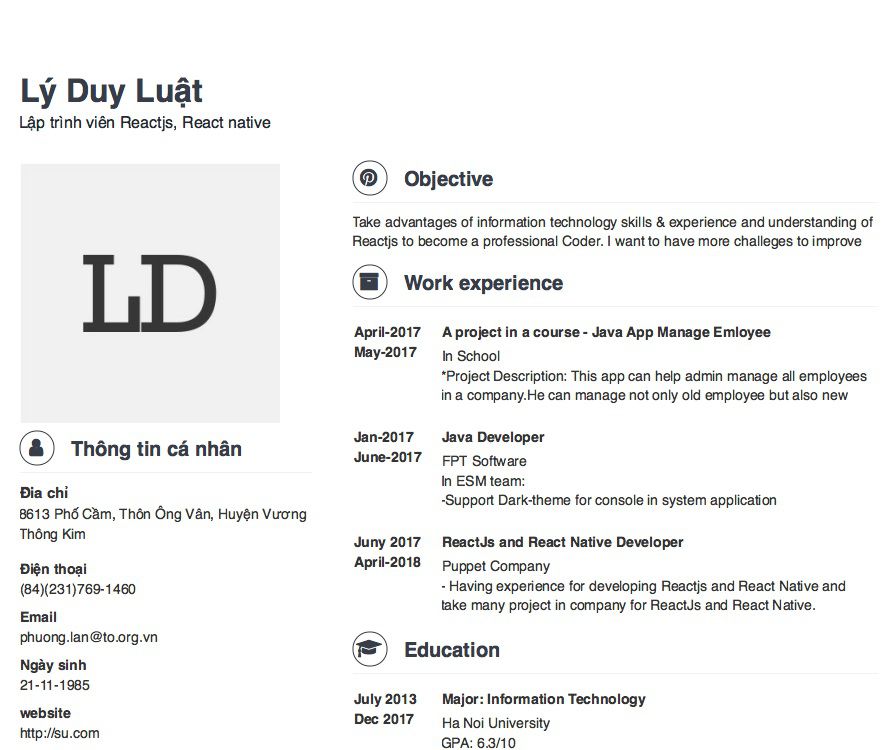 Lý Duy Luật
Lập trình viên Reactjs, React native
LD
Thông tin cá nhân
Đia chỉ
8613 Phố Cầm, Thôn Ông Vân, Huyện Vương
Thông Kim
Điện thoại
(84)(231)769-1460
Email
phuong.lan@to.org.vn
Ngày sinh
21-11-1985
website
http://su.com
Objective
Take advantages of information technology skills & experience and understanding of
Reactjs to become a professional Coder. I want to have more challeges to improve
Work experience
April-2017 A project in a course - Java App Manage Emloyee
May-2017 In School
*Project Description: This app can help admin manage all employees
in a company.He can manage not only old employee but also new
Jan-2017 Java Developer
June-2017 FPT Software
In ESM team:
-Support Dark-theme for console in system application
Juny 2017 ReactJs and React Native Developer
April-2018 Puppet Company
- Having experience for developing Reactjs and React Native and
take many project in company for ReactJs and React Native.
Education
July 2013 Major: Information Technology
Dec 2017 Ha Noi University
GPA: 6.3/10